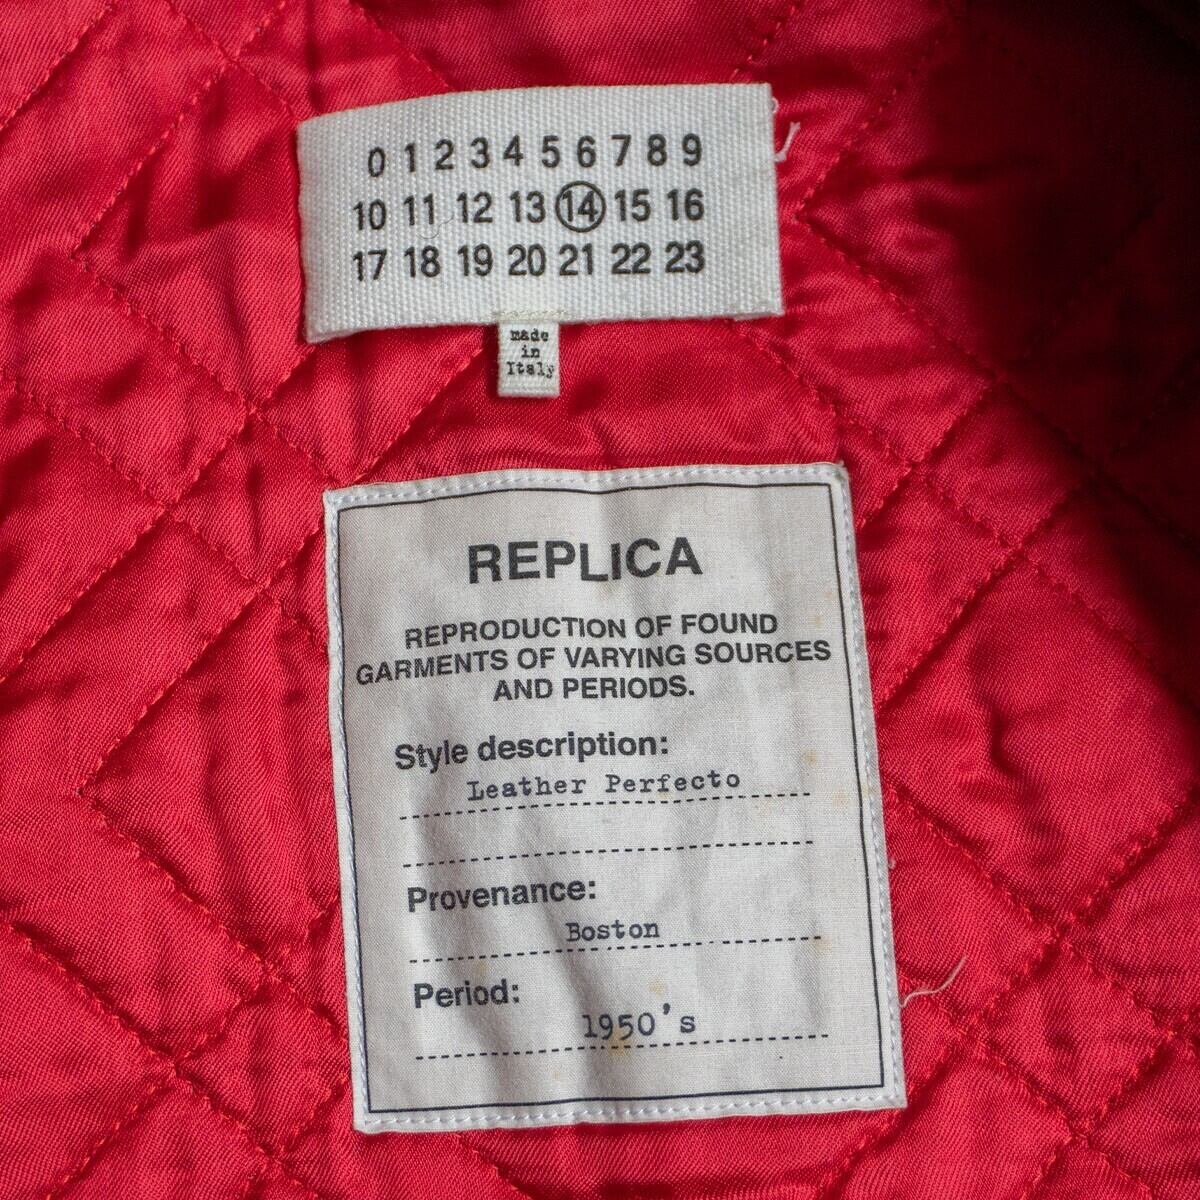 0 1 2 3 4 5 6 7 8 9
10 11 12 13 14 15 16
17 18 19 20 21 22 23
made
in
Italy
REPLICA
REPRODUCTION OF FOUND
GARMENTS OF VARYING SOURCES
AND PERIODS.
Style description:
Leather Perfecto
Provenance:
Boston
Period:
1950's